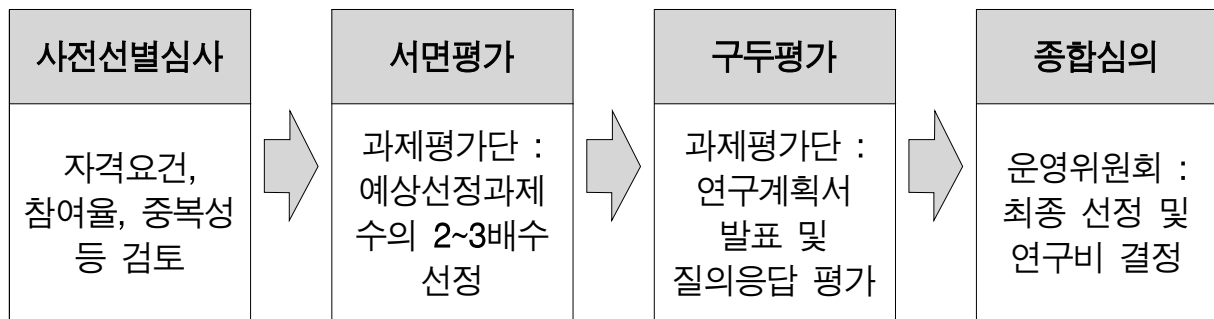 사전선별심사
자격요건,
참여율, 중복성
등 검토
서면평가
과제평가단 :
예상선정과제
수의 2~3배수
선정
구두평가
과제평가단 :
연구계획서
발표 및
질의응답 평가
종합심의
운영위원회 :
최종 선정 및
연구비 결정